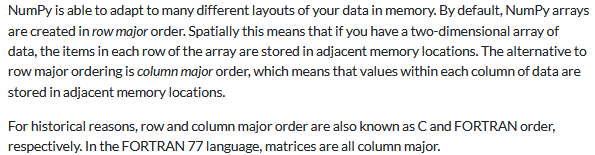 NumPy is able to adapt to many different layouts of your data in memory. By default, NumPy arrays
are created in row major order. Spatially this means that if you have a two-dimensional array of
data, the items in each row of the array are stored in adjacent memory locations. The alternative to
row major ordering is column major order, which means that values within each column of data are
stored in adjacent memory locations.
For historical reasons, row and column major order are also known as C and FORTRAN order,
respectively. In the FORTRAN 77 language, matrices are all column major.